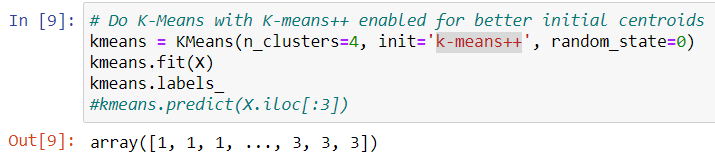 In [9]: # Do K-Means with K-means++ enabled for better initial centroids
kmeans = KMeans(n_clusters=4, init='k-means++', random_state=0)
kmeans.fit(X)
kmeans.labels_
#kmeans.predict(X.iloc[:3])
Out[9]: array([1, 1, 1, ..., 3, 3, 3])